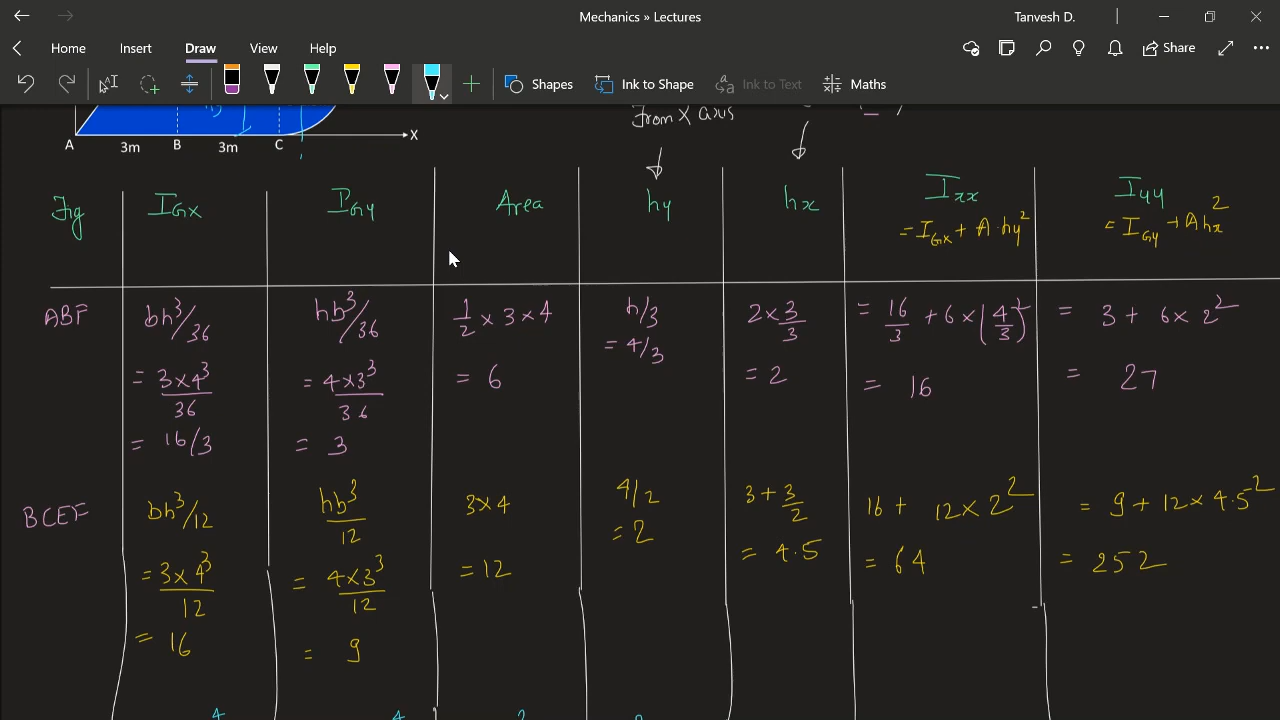 Mechanics » Lectures
Tanvesh D.
Home Insert Draw View Help
Share
Shapes Ink to Shape Ink to Text Maths
A 3m B 3m C X
From X axis
Fig IGx IGy Area hy hx Ixx Iyy
= IGx + A·hy² = IGy + Ahx²
ABF bh³/36 hb³/36 1/2 × 3 × 4 h/3 2 × 3/3 = 16/3 + 6 × (4/3)² = 3 + 6 × 2²
= 4/3
= 3×4³/36 = 4×3³/36 = 6 = 2 = 16 = 27
= 16/3 = 3
BCEF bh³/12 hb³/12 3×4 4/2 3 + 3/2 16 + 12 × 2² = 9 + 12 × 4.5²
= 2
= 3×4³/12 = 4×3³/12 = 12 = 4.5 = 64 = 252
= 16 = 9